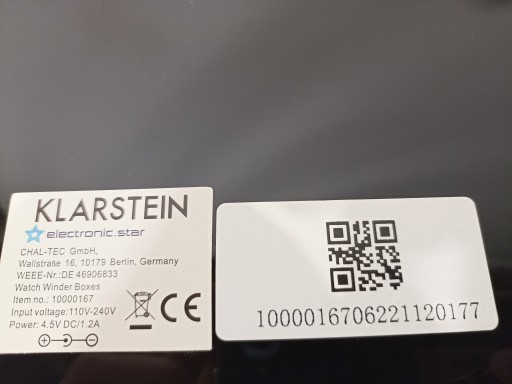 KLARSTEIN
electronic.star
CHAL-TEC GmbH,
Wallstraße 16, 10179 Berlin, Germany
WEEE-Nr.:DE 46906833
Watch Winder Boxes
Item no.: 10000167
Input voltage:110V-240V
Power: 4.5V DC/1.2A
CE
1000016706221120177